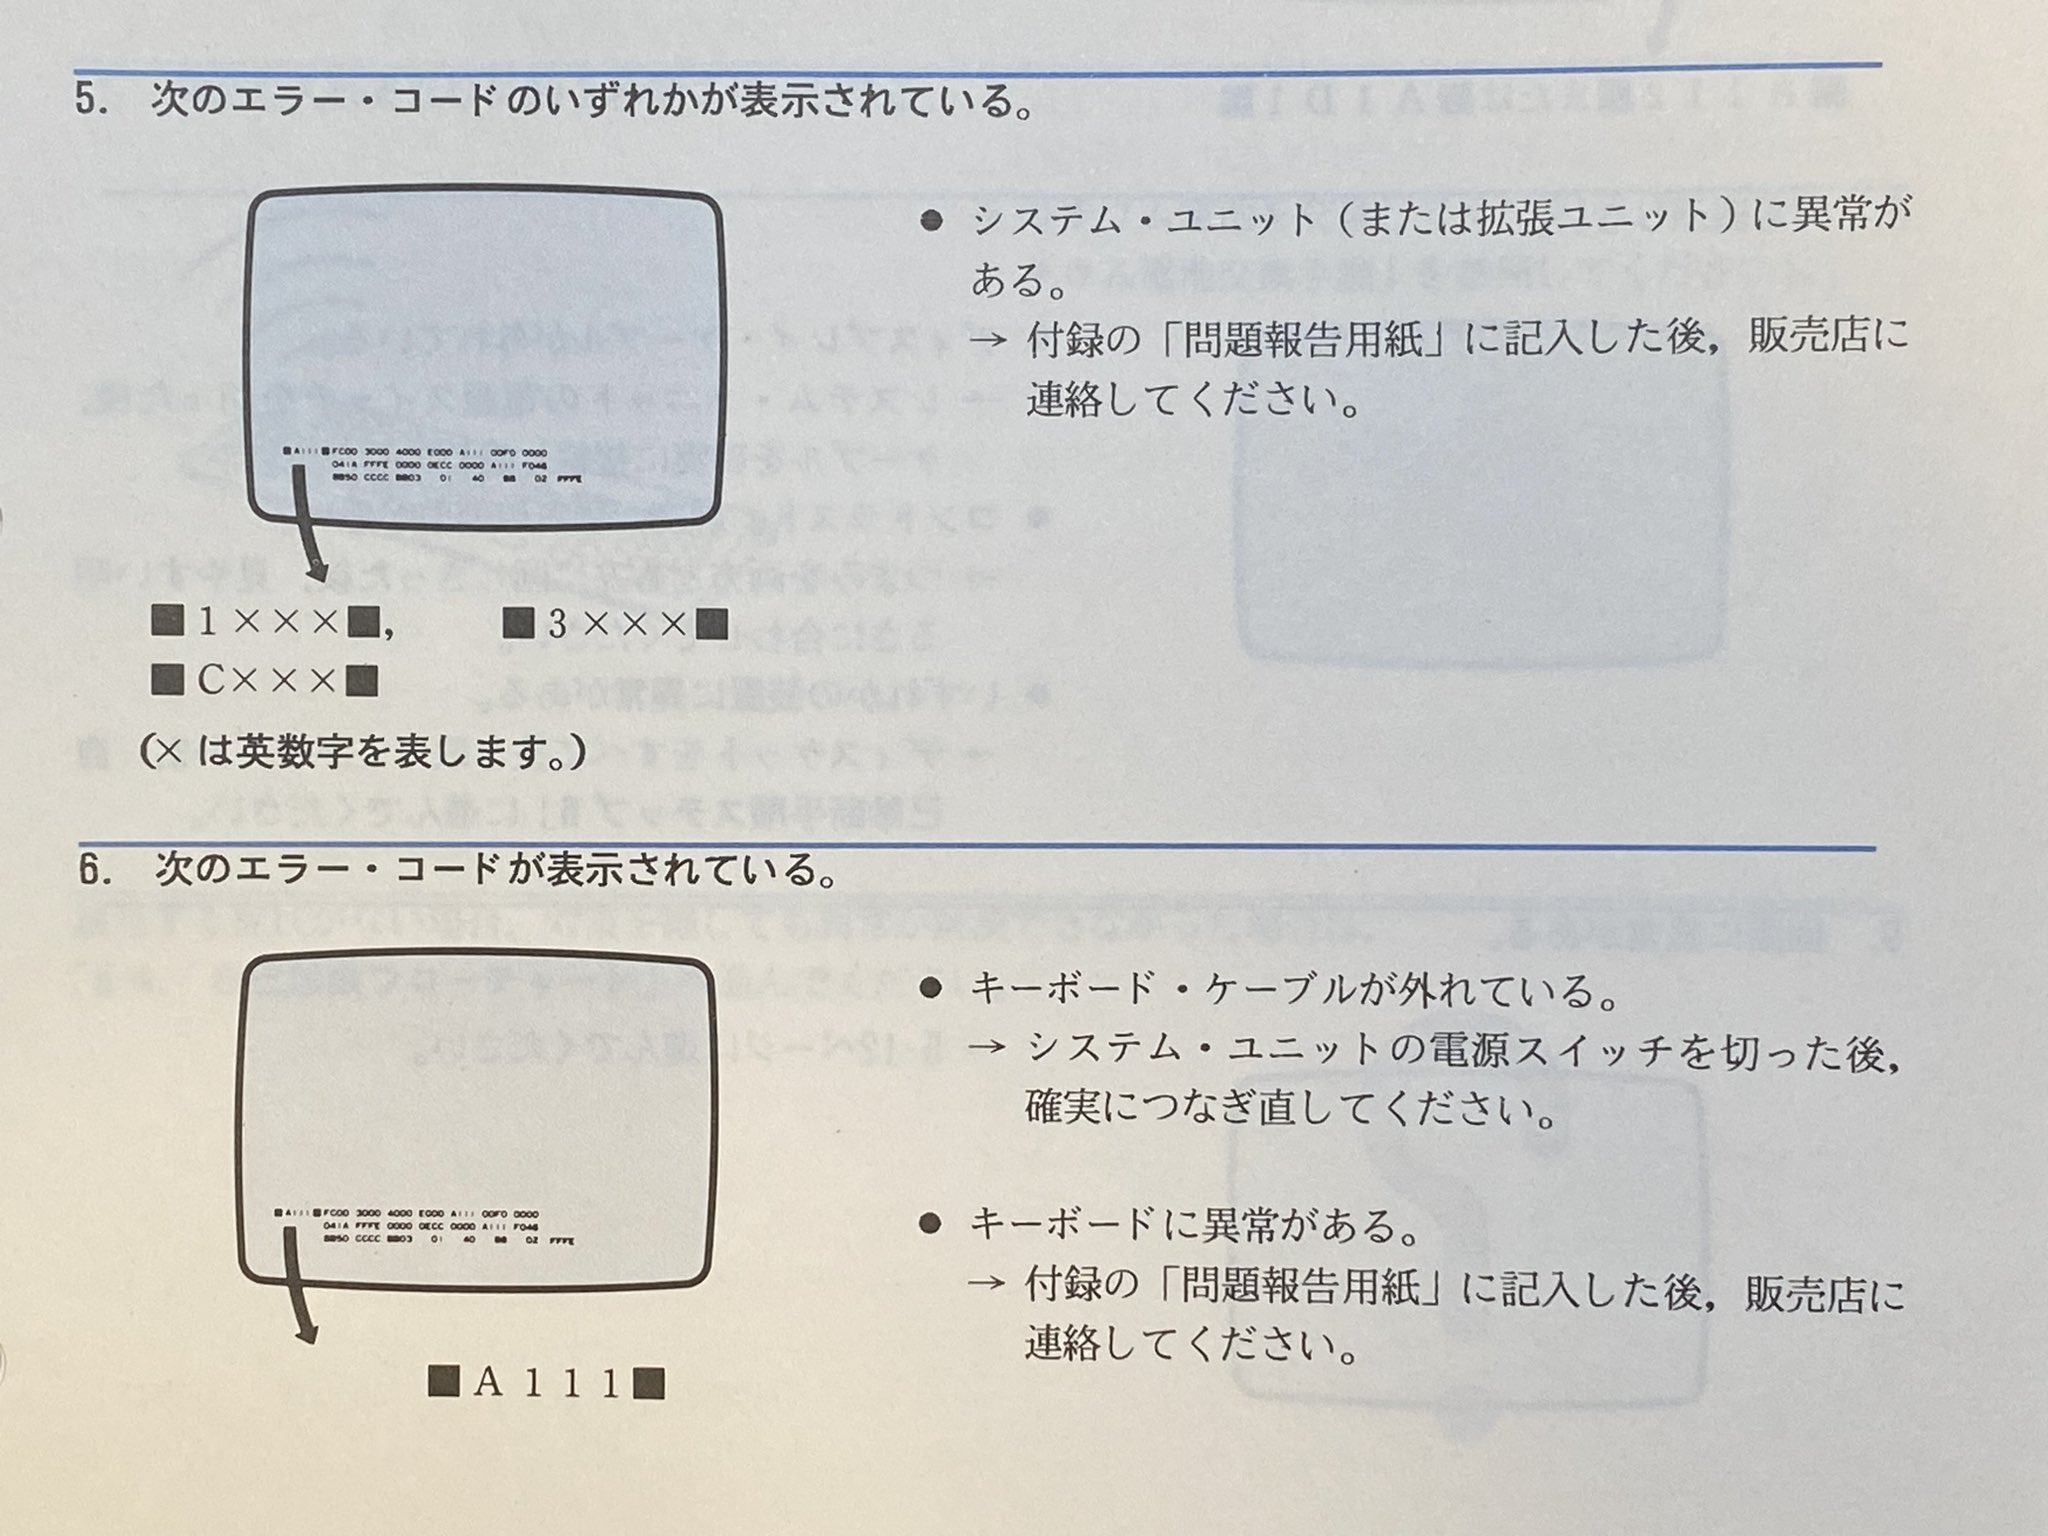 5. 次のエラー・コードのいずれかが表示されている。
■A111■FC00 3000 4000 E000 A111 00F0 0000
041A FFFE 0000 0ECC 0000 A111 F046
8B50 CCCC BB03 01 40 B8 02 FFFE
■1×××■, ■3×××■
■C×××■
(×は英数字を表します。)
● システム・ユニット(または拡張ユニット)に異常が
ある。
→ 付録の「問題報告用紙」に記入した後，販売店に
連絡してください。
6. 次のエラー・コードが表示されている。
■A111■FC00 3000 4000 E000 A111 00F0 0000
041A FFFE 0000 0ECC 0000 A111 F046
8B50 CCCC BB03 01 40 B8 02 FFFE
■A111■
● キーボード・ケーブルが外れている。
→ システム・ユニットの電源スイッチを切った後，
確実につなぎ直してください。
● キーボードに異常がある。
→ 付録の「問題報告用紙」に記入した後，販売店に
連絡してください。